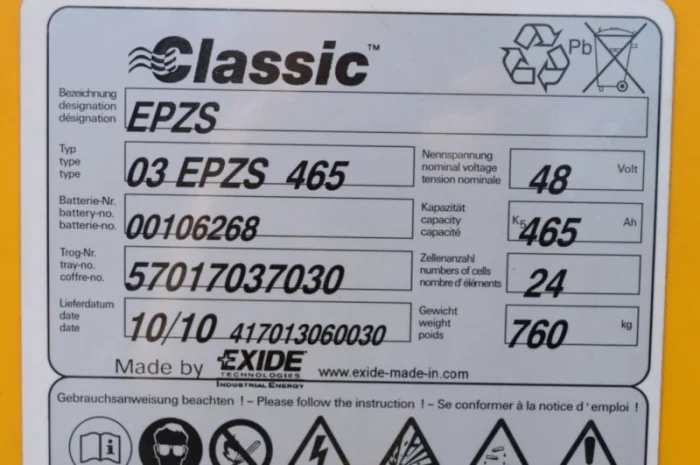 Classic™
Pb
Bezeichnung
designation
désignation
EPZS
Typ
type
type
03 EPZS 465
Nennspannung
nominal voltage
tension nominale
48 Volt
Batterie-Nr.
battery-no.
batterie-no.
00106268
Kapazität
capacity
capacité
K5 465 Ah
Trog-Nr.
tray-no.
coffre-no.
57017037030
Zellenanzahl
numbers of cells
nombre d'éléments
24
Lieferdatum
date
date
10/10 417013060030
Gewicht
weight
poids
760 kg
Made by EXIDE
TECHNOLOGIES
INDUSTRIAL ENERGY
www.exide-made-in.com
Gebrauchsanweisung beachten ! – Please follow the instruction ! – Se conformer à la notice d'emploi !